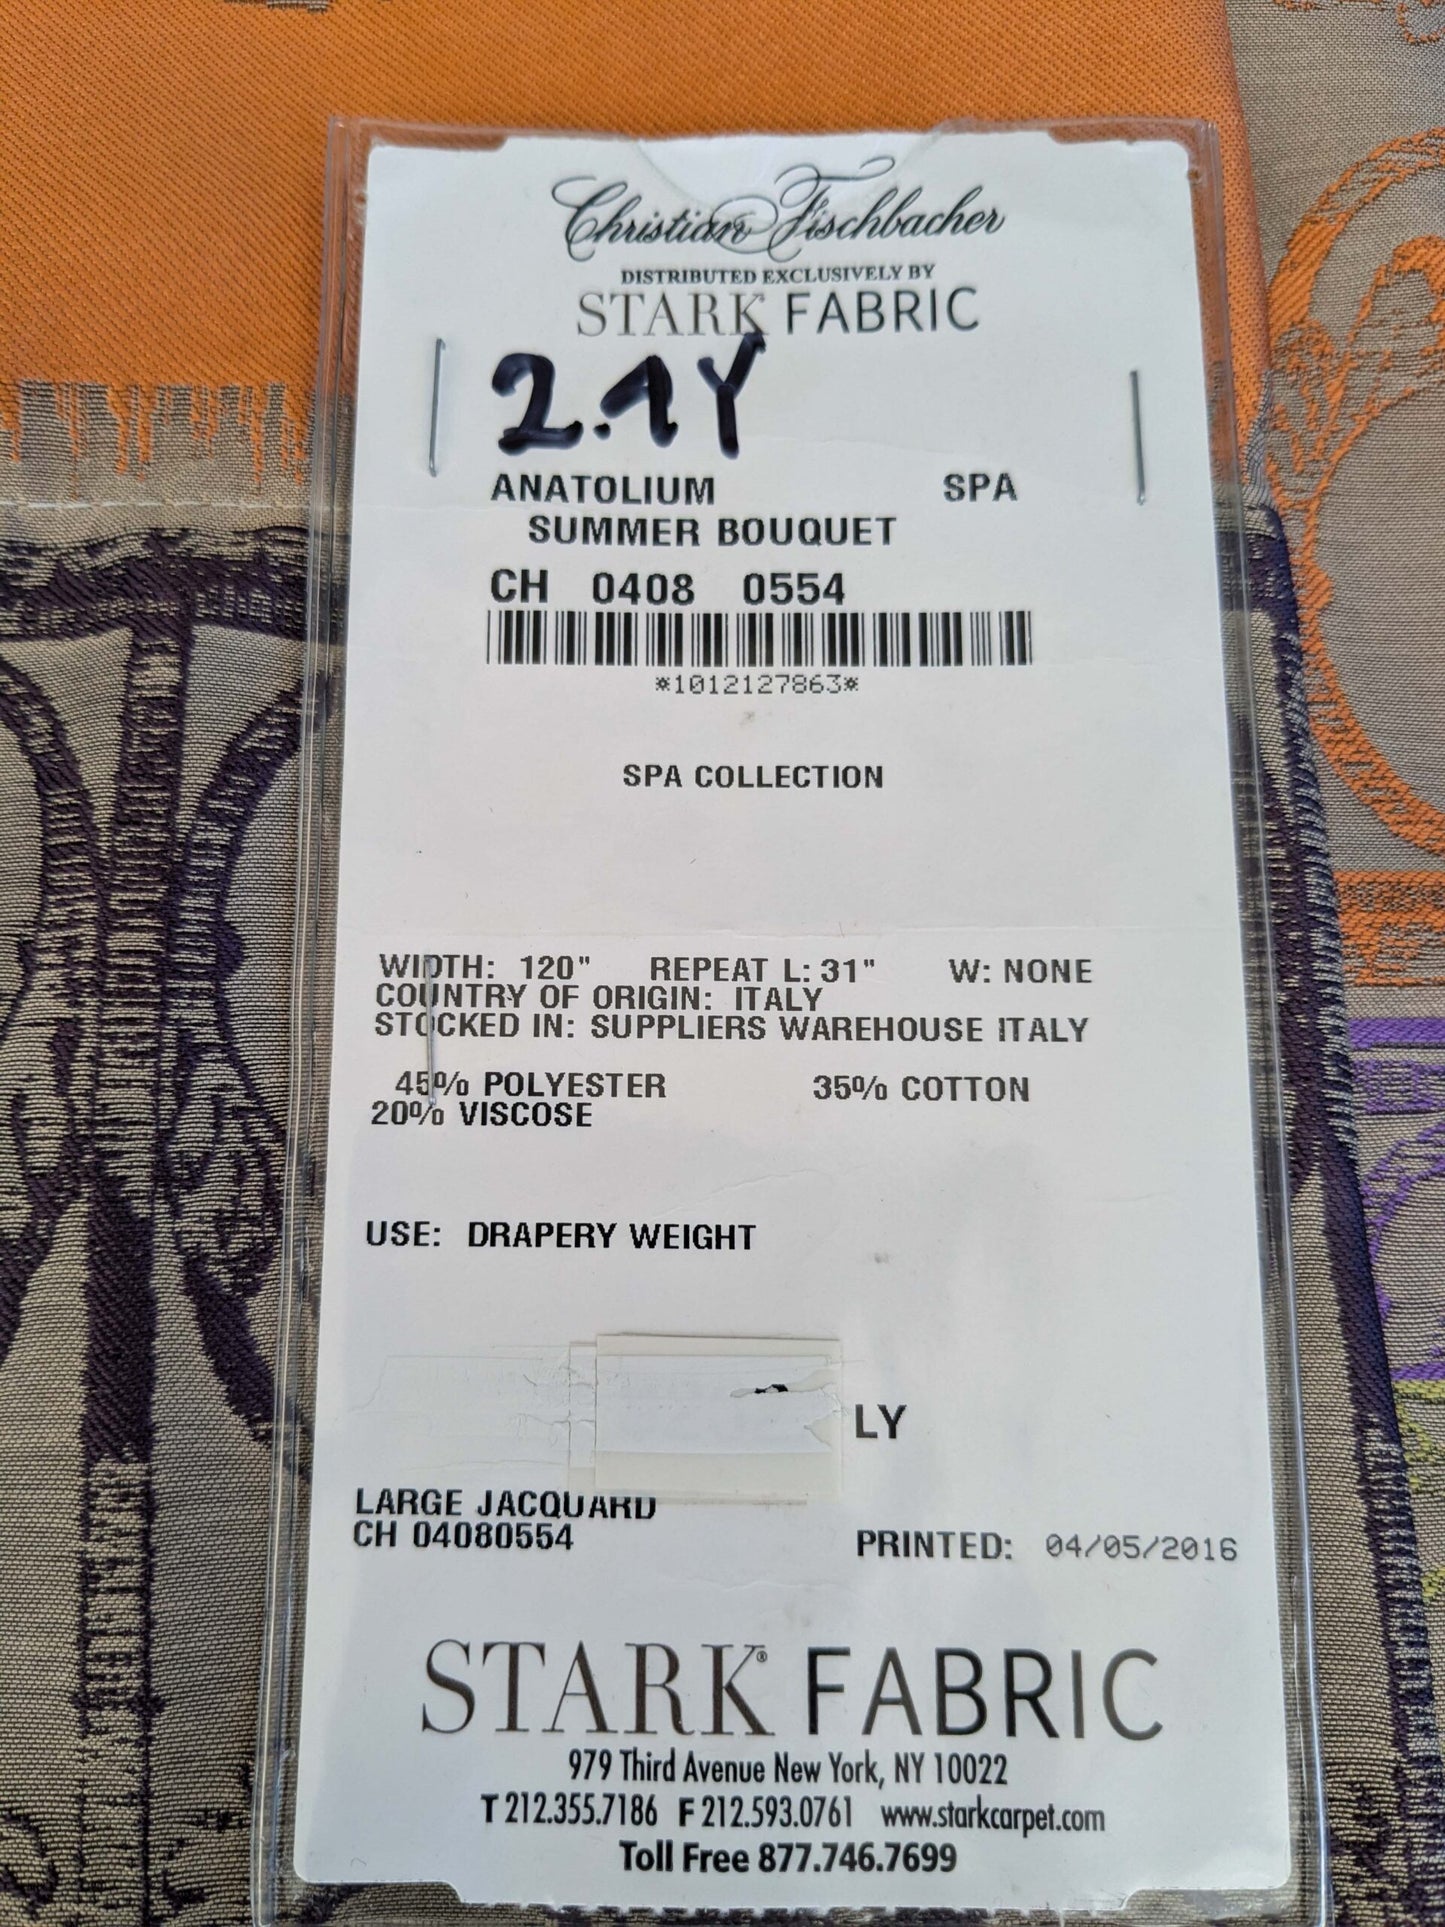 Christian Fischbacher
DISTRIBUTED EXCLUSIVELY BY
STARK FABRIC
2.1Y
ANATOLIUM SPA
SUMMER BOUQUET
CH 0408 0554
*1012127863*
SPA COLLECTION
WIDTH: 120" REPEAT L: 31" W: NONE
COUNTRY OF ORIGIN: ITALY
STOCKED IN: SUPPLIERS WAREHOUSE ITALY
45% POLYESTER 35% COTTON
20% VISCOSE
USE: DRAPERY WEIGHT
LY
LARGE JACQUARD
CH 04080554
PRINTED: 04/05/2016
STARK® FABRIC
979 Third Avenue New York, NY 10022
T 212.355.7186 F 212.593.0761 www.starkcarpet.com
Toll Free 877.746.7699